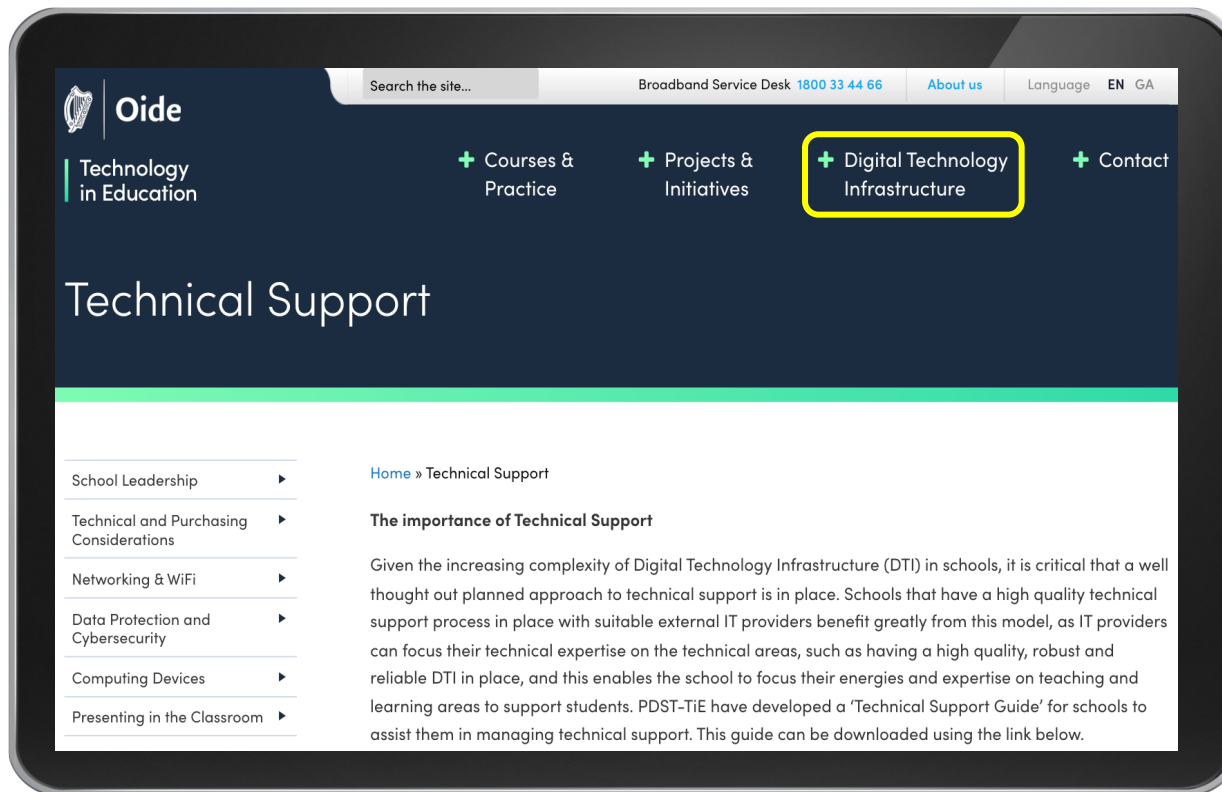 Oide
Technology
in Education
Search the site...
Broadband Service Desk 1800 33 44 66
About us
Language EN GA
+ Courses &
Practice
+ Projects &
Initiatives
+ Digital Technology
Infrastructure
+ Contact
Technical Support
School Leadership
Technical and Purchasing
Considerations
Networking & WiFi
Data Protection and
Cybersecurity
Computing Devices
Presenting in the Classroom
Home » Technical Support
The importance of Technical Support
Given the increasing complexity of Digital Technology Infrastructure (DTI) in schools, it is critical that a well
thought out planned approach to technical support is in place. Schools that have a high quality technical
support process in place with suitable external IT providers benefit greatly from this model, as IT providers
can focus their technical expertise on the technical areas, such as having a high quality, robust and
reliable DTI in place, and this enables the school to focus their energies and expertise on teaching and
learning areas to support students. PDST-TiE have developed a ‘Technical Support Guide’ for schools to
assist them in managing technical support. This guide can be downloaded using the link below.